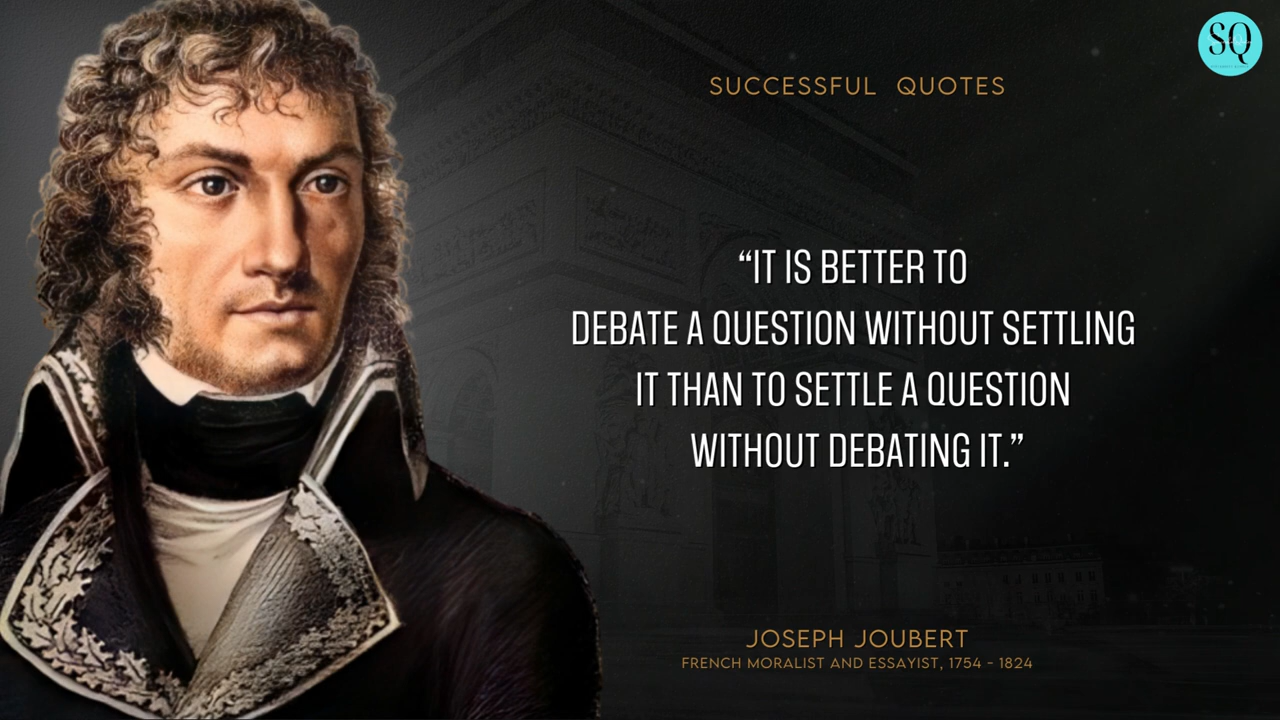 SQ
SUCCESSFUL QUOTES
“IT IS BETTER TO
DEBATE A QUESTION WITHOUT SETTLING
IT THAN TO SETTLE A QUESTION
WITHOUT DEBATING IT.”
JOSEPH JOUBERT
FRENCH MORALIST AND ESSAYIST, 1754 - 1824